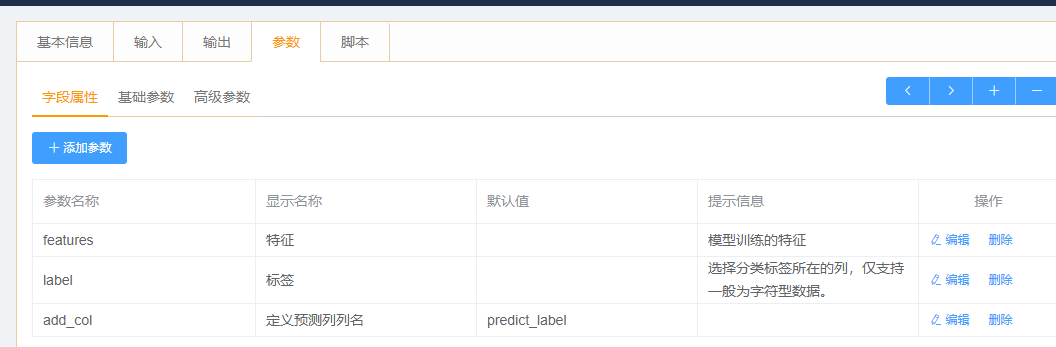 基本信息 输入 输出 参数 脚本
字段属性 基础参数 高级参数
添加参数
参数名称 显示名称 默认值 提示信息 操作
features 特征 模型训练的特征 编辑 删除
label 标签 选择分类标签所在的列，仅支持 编辑 删除
一般为字符型数据。
add_col 定义预测列列名 predict_label 编辑 删除